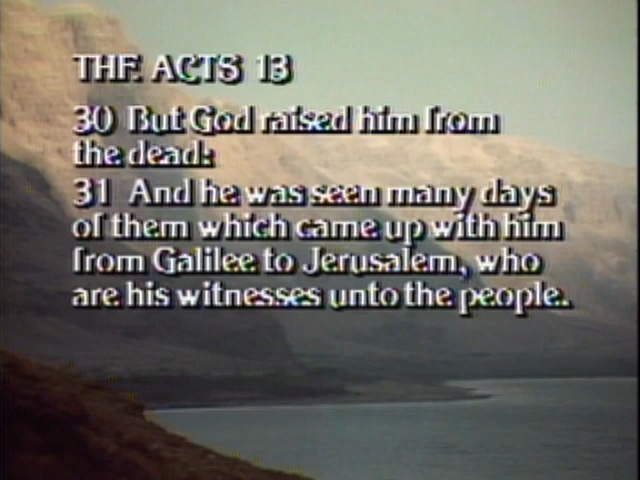 THE ACTS 13
30 But God raised him from
the dead:
31 And he was seen many days
of them which came up with him
from Galilee to Jerusalem, who
are his witnesses unto the people.